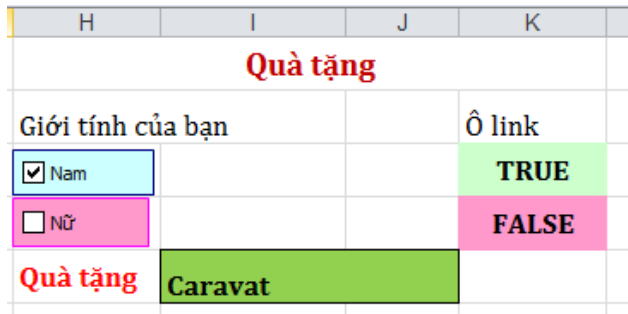 H I J K
Quà tặng
Giới tính của bạn Ô link
Nam TRUE
Nữ FALSE
Quà tặng Caravat